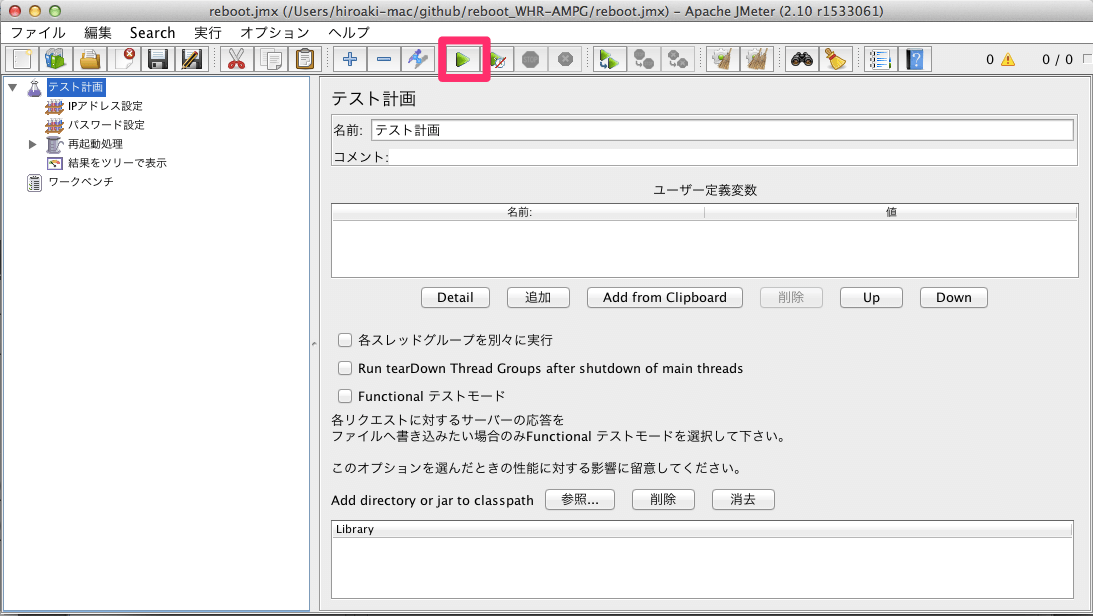 reboot.jmx (/Users/hiroaki-mac/github/reboot_WHR-AMPG/reboot.jmx) – Apache JMeter (2.10 r1533061)
ファイル 編集 Search 実行 オプション ヘルプ
0 0 / 0
テスト計画
IPアドレス設定
パスワード設定
再起動処理
結果をツリーで表示
ワークベンチ
テスト計画
名前: テスト計画
コメント:
ユーザー定義変数
名前: 値
Detail 追加 Add from Clipboard 削除 Up Down
各スレッドグループを別々に実行
Run tearDown Thread Groups after shutdown of main threads
Functional テストモード
各リクエストに対するサーバーの応答を
ファイルへ書き込みたい場合のみFunctional テストモードを選択して下さい。
このオプションを選んだときの性能に対する影響に留意してください。
Add directory or jar to classpath 参照... 削除 消去
Library